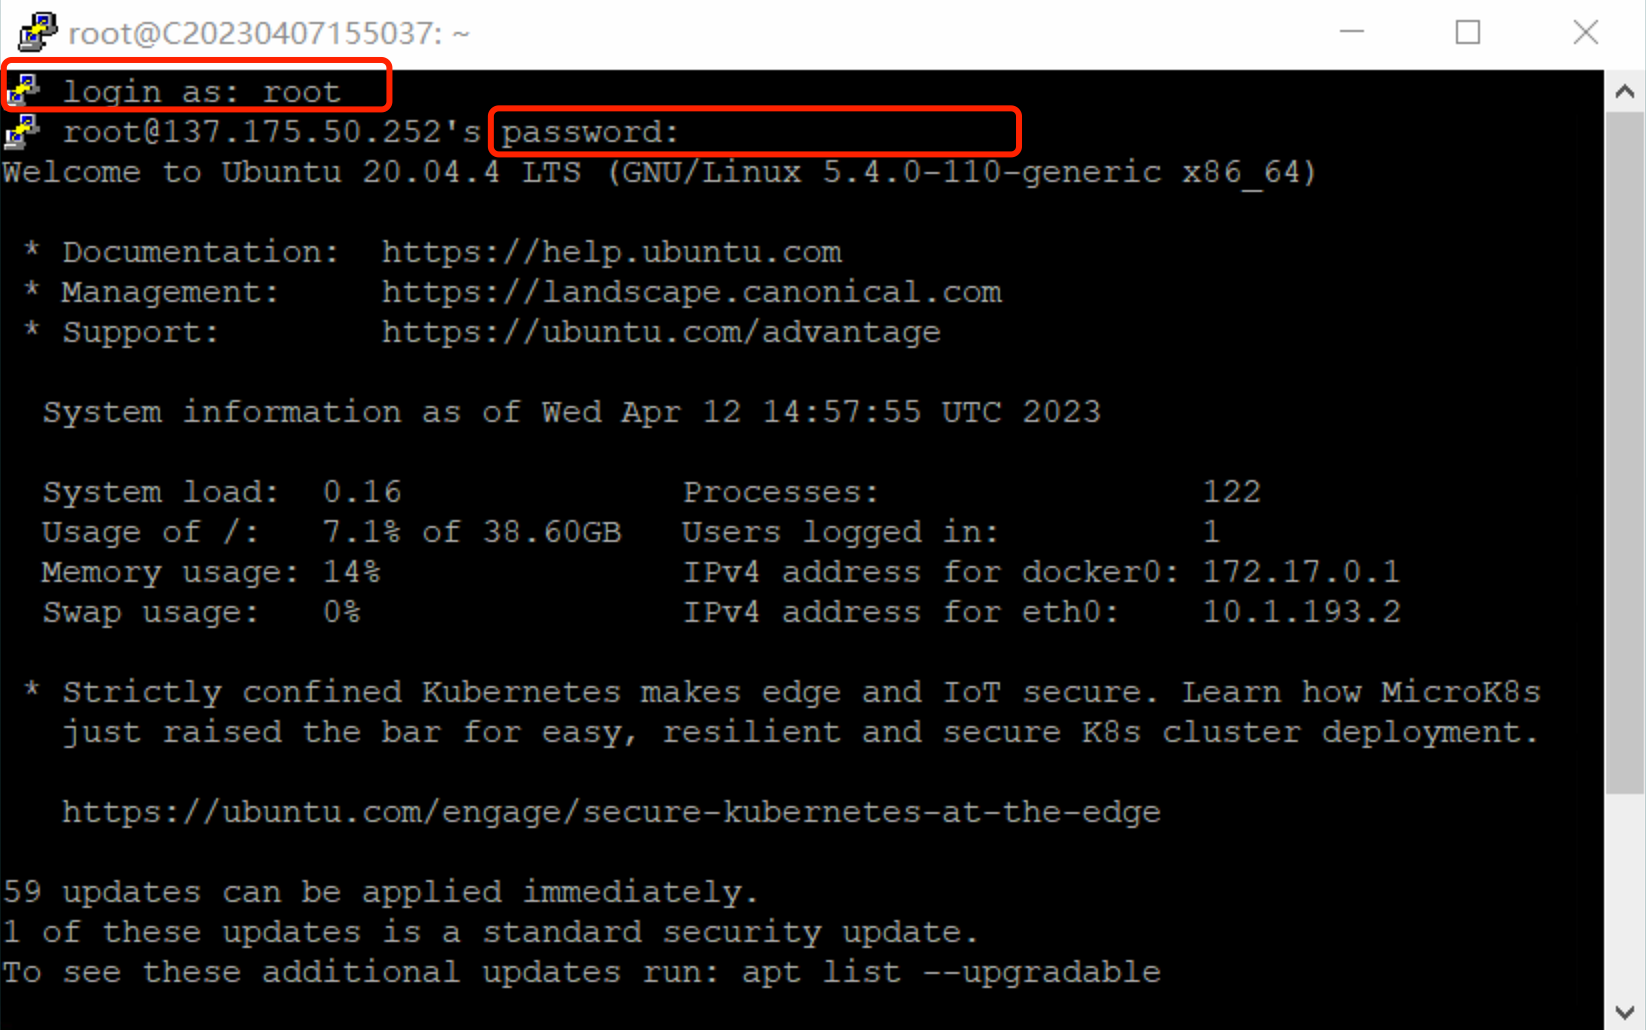 root@C20230407155037: ~
login as: root
root@137.175.50.252's password:
Welcome to Ubuntu 20.04.4 LTS (GNU/Linux 5.4.0-110-generic x86_64)
* Documentation: https://help.ubuntu.com
* Management: https://landscape.canonical.com
* Support: https://ubuntu.com/advantage
System information as of Wed Apr 12 14:57:55 UTC 2023
System load: 0.16 Processes: 122
Usage of /: 7.1% of 38.60GB Users logged in: 1
Memory usage: 14% IPv4 address for docker0: 172.17.0.1
Swap usage: 0% IPv4 address for eth0: 10.1.193.2
* Strictly confined Kubernetes makes edge and IoT secure. Learn how MicroK8s
just raised the bar for easy, resilient and secure K8s cluster deployment.
https://ubuntu.com/engage/secure-kubernetes-at-the-edge
59 updates can be applied immediately.
1 of these updates is a standard security update.
To see these additional updates run: apt list --upgradable